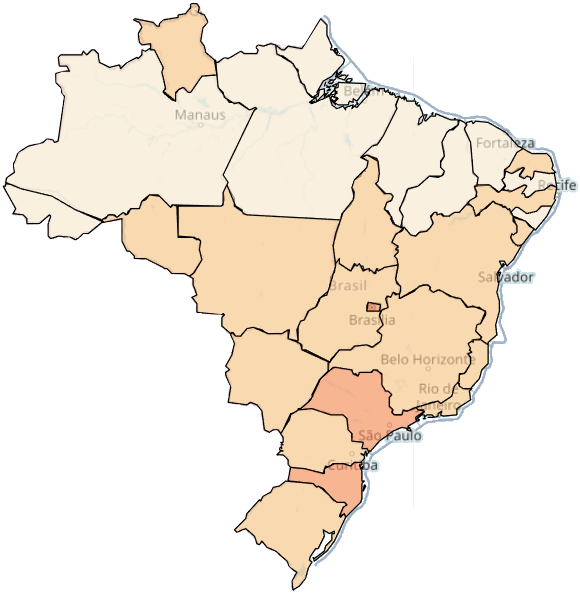 Belém
Manaus
Fortaleza
Recife
Salvador
Brasil
Brasília
Belo Horizonte
Rio de
Janeiro
São Paulo
Curitiba